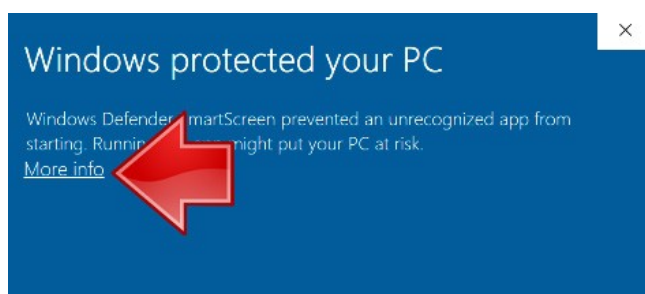 Windows protected your PC
Windows Defender martScreen prevented an unrecognized app from
starting. Runnin might put your PC at risk.
More info